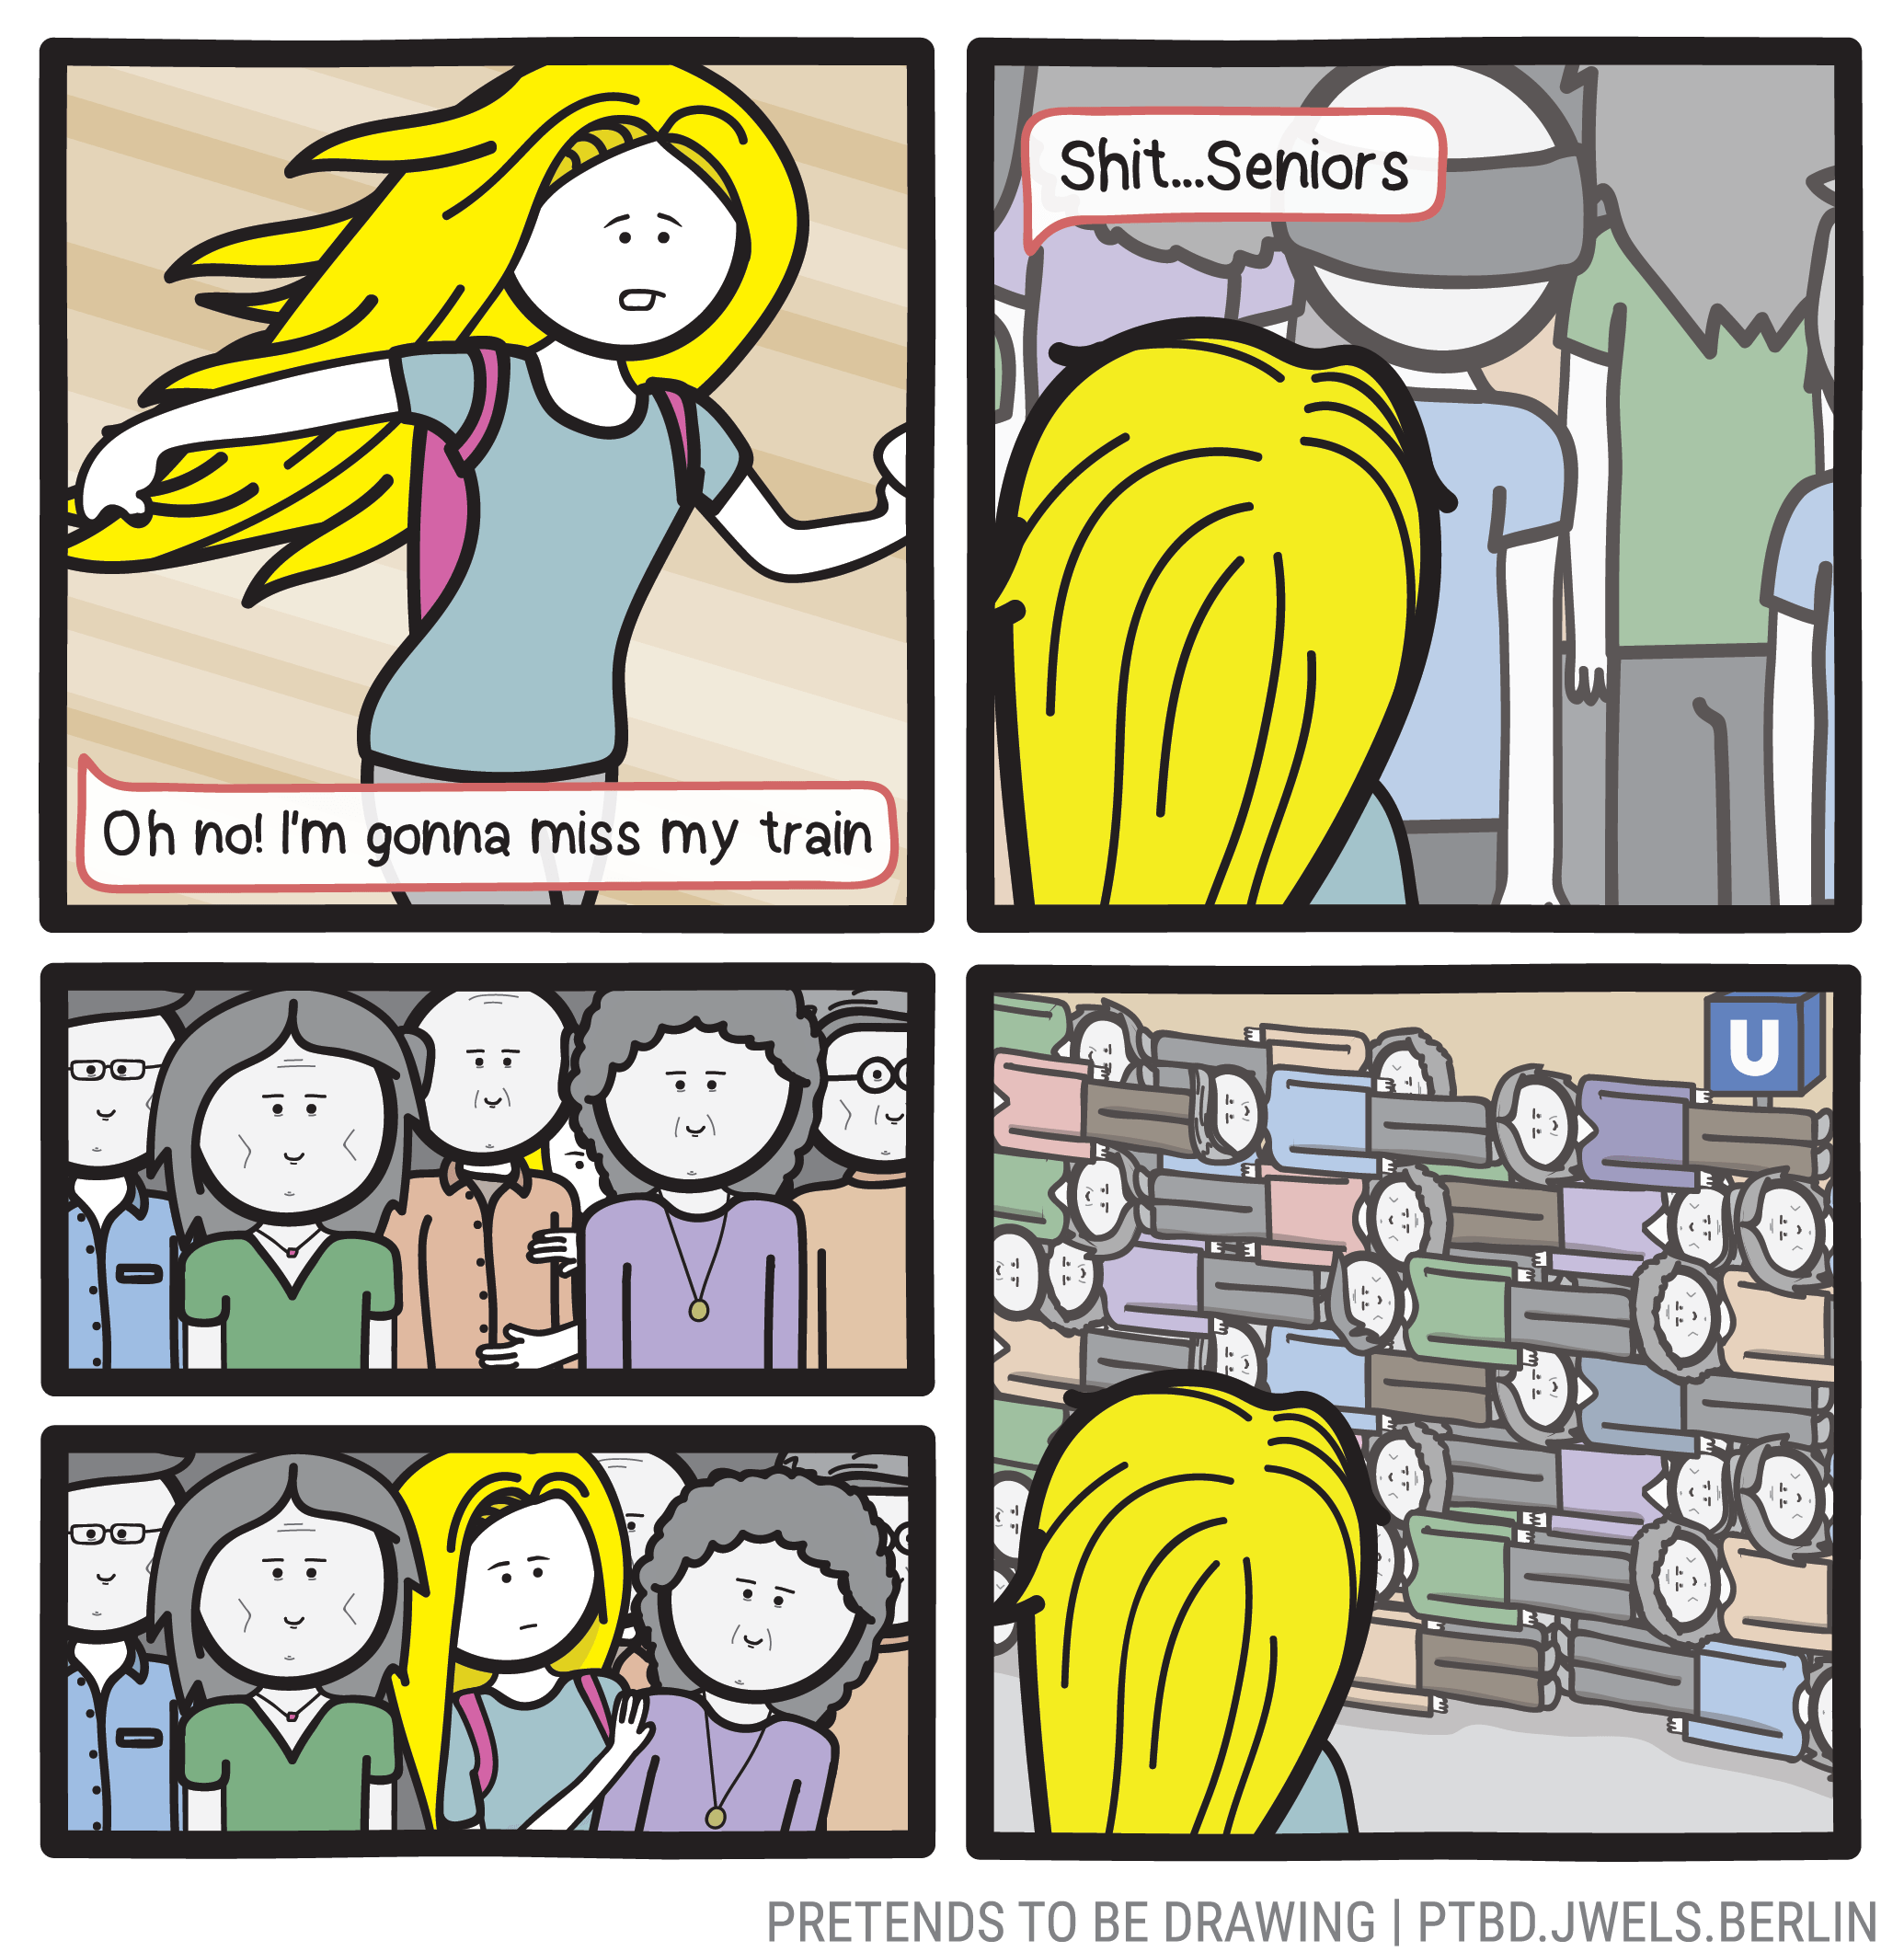 Oh no! I'm gonna miss my train
Shit....Seniors
U
PRETENDS TO BE DRAWING | PTBD.JWELS.BERLIN